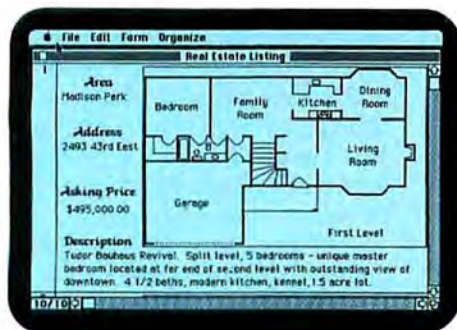 File Edit Form Organize
Real Estate Listing
1
Area
Madison Park
Address
2493 43rd East
Asking Price
$495,000.00
Bedroom
Family
Room
Kitchen
Dining
Room
Living
Room
Garage
First Level
Description
Tudor Bauhaus Revival. Split level, 5 bedrooms - unique master
bedroom located at far end of second level with outstanding view of
downtown. 4 1/2 baths, modern kitchen, kennel, 1.5 acre lot.
10/10